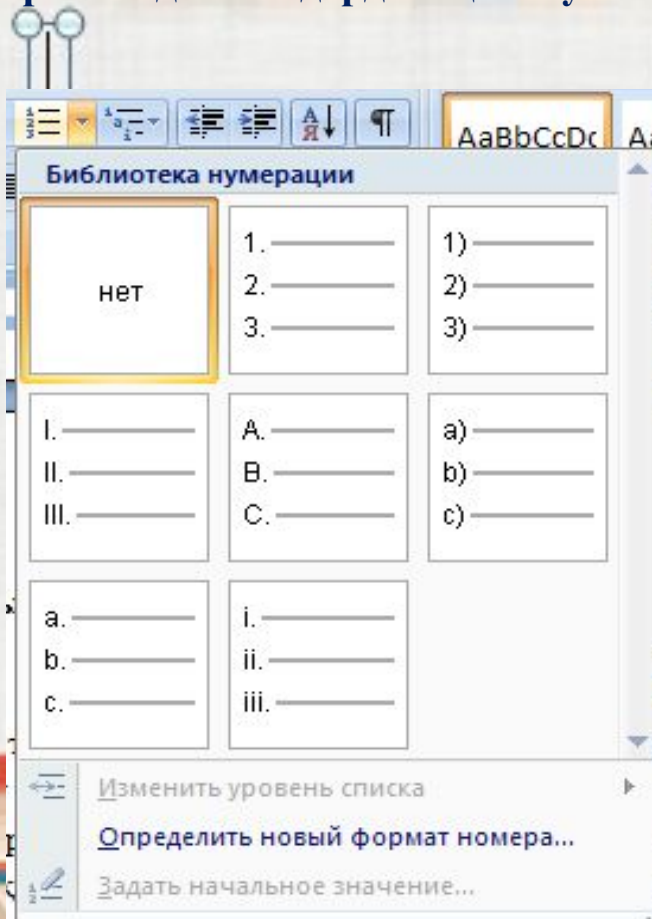 AaBbCcDc
Библиотека нумерации
нет
1.
2.
3.
1)
2)
3)
I.
II.
III.
A.
B.
C.
a)
b)
c)
a.
b.
c.
i.
ii.
iii.
Изменить уровень списка
Определить новый формат номера...
Задать начальное значение...